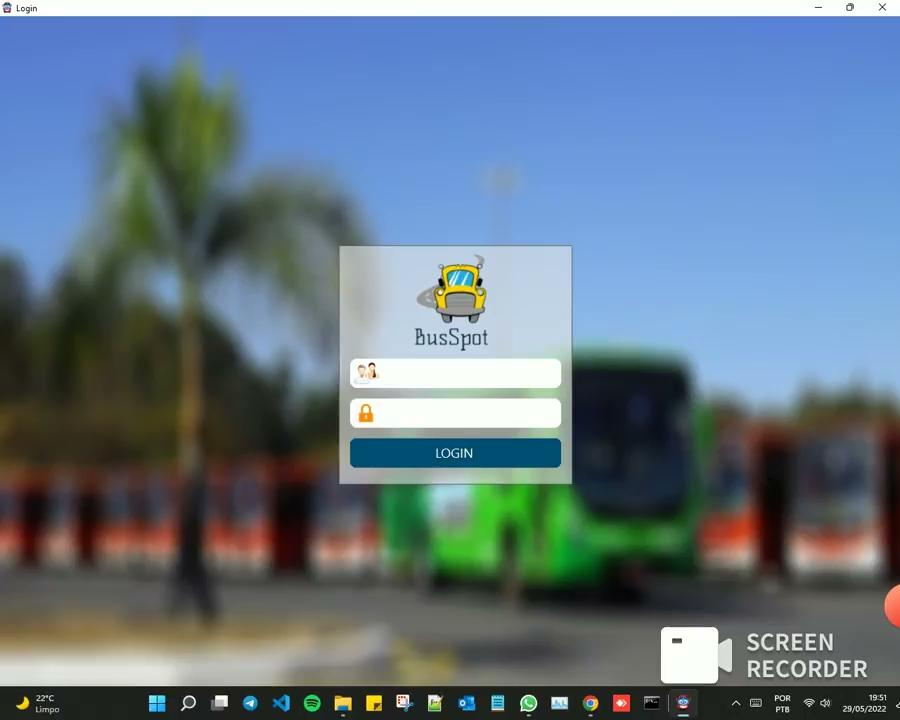 Login
BusSpot
LOGIN
SCREEN
RECORDER
22°C
Limpo
POR
PTB
19:51
29/05/2022